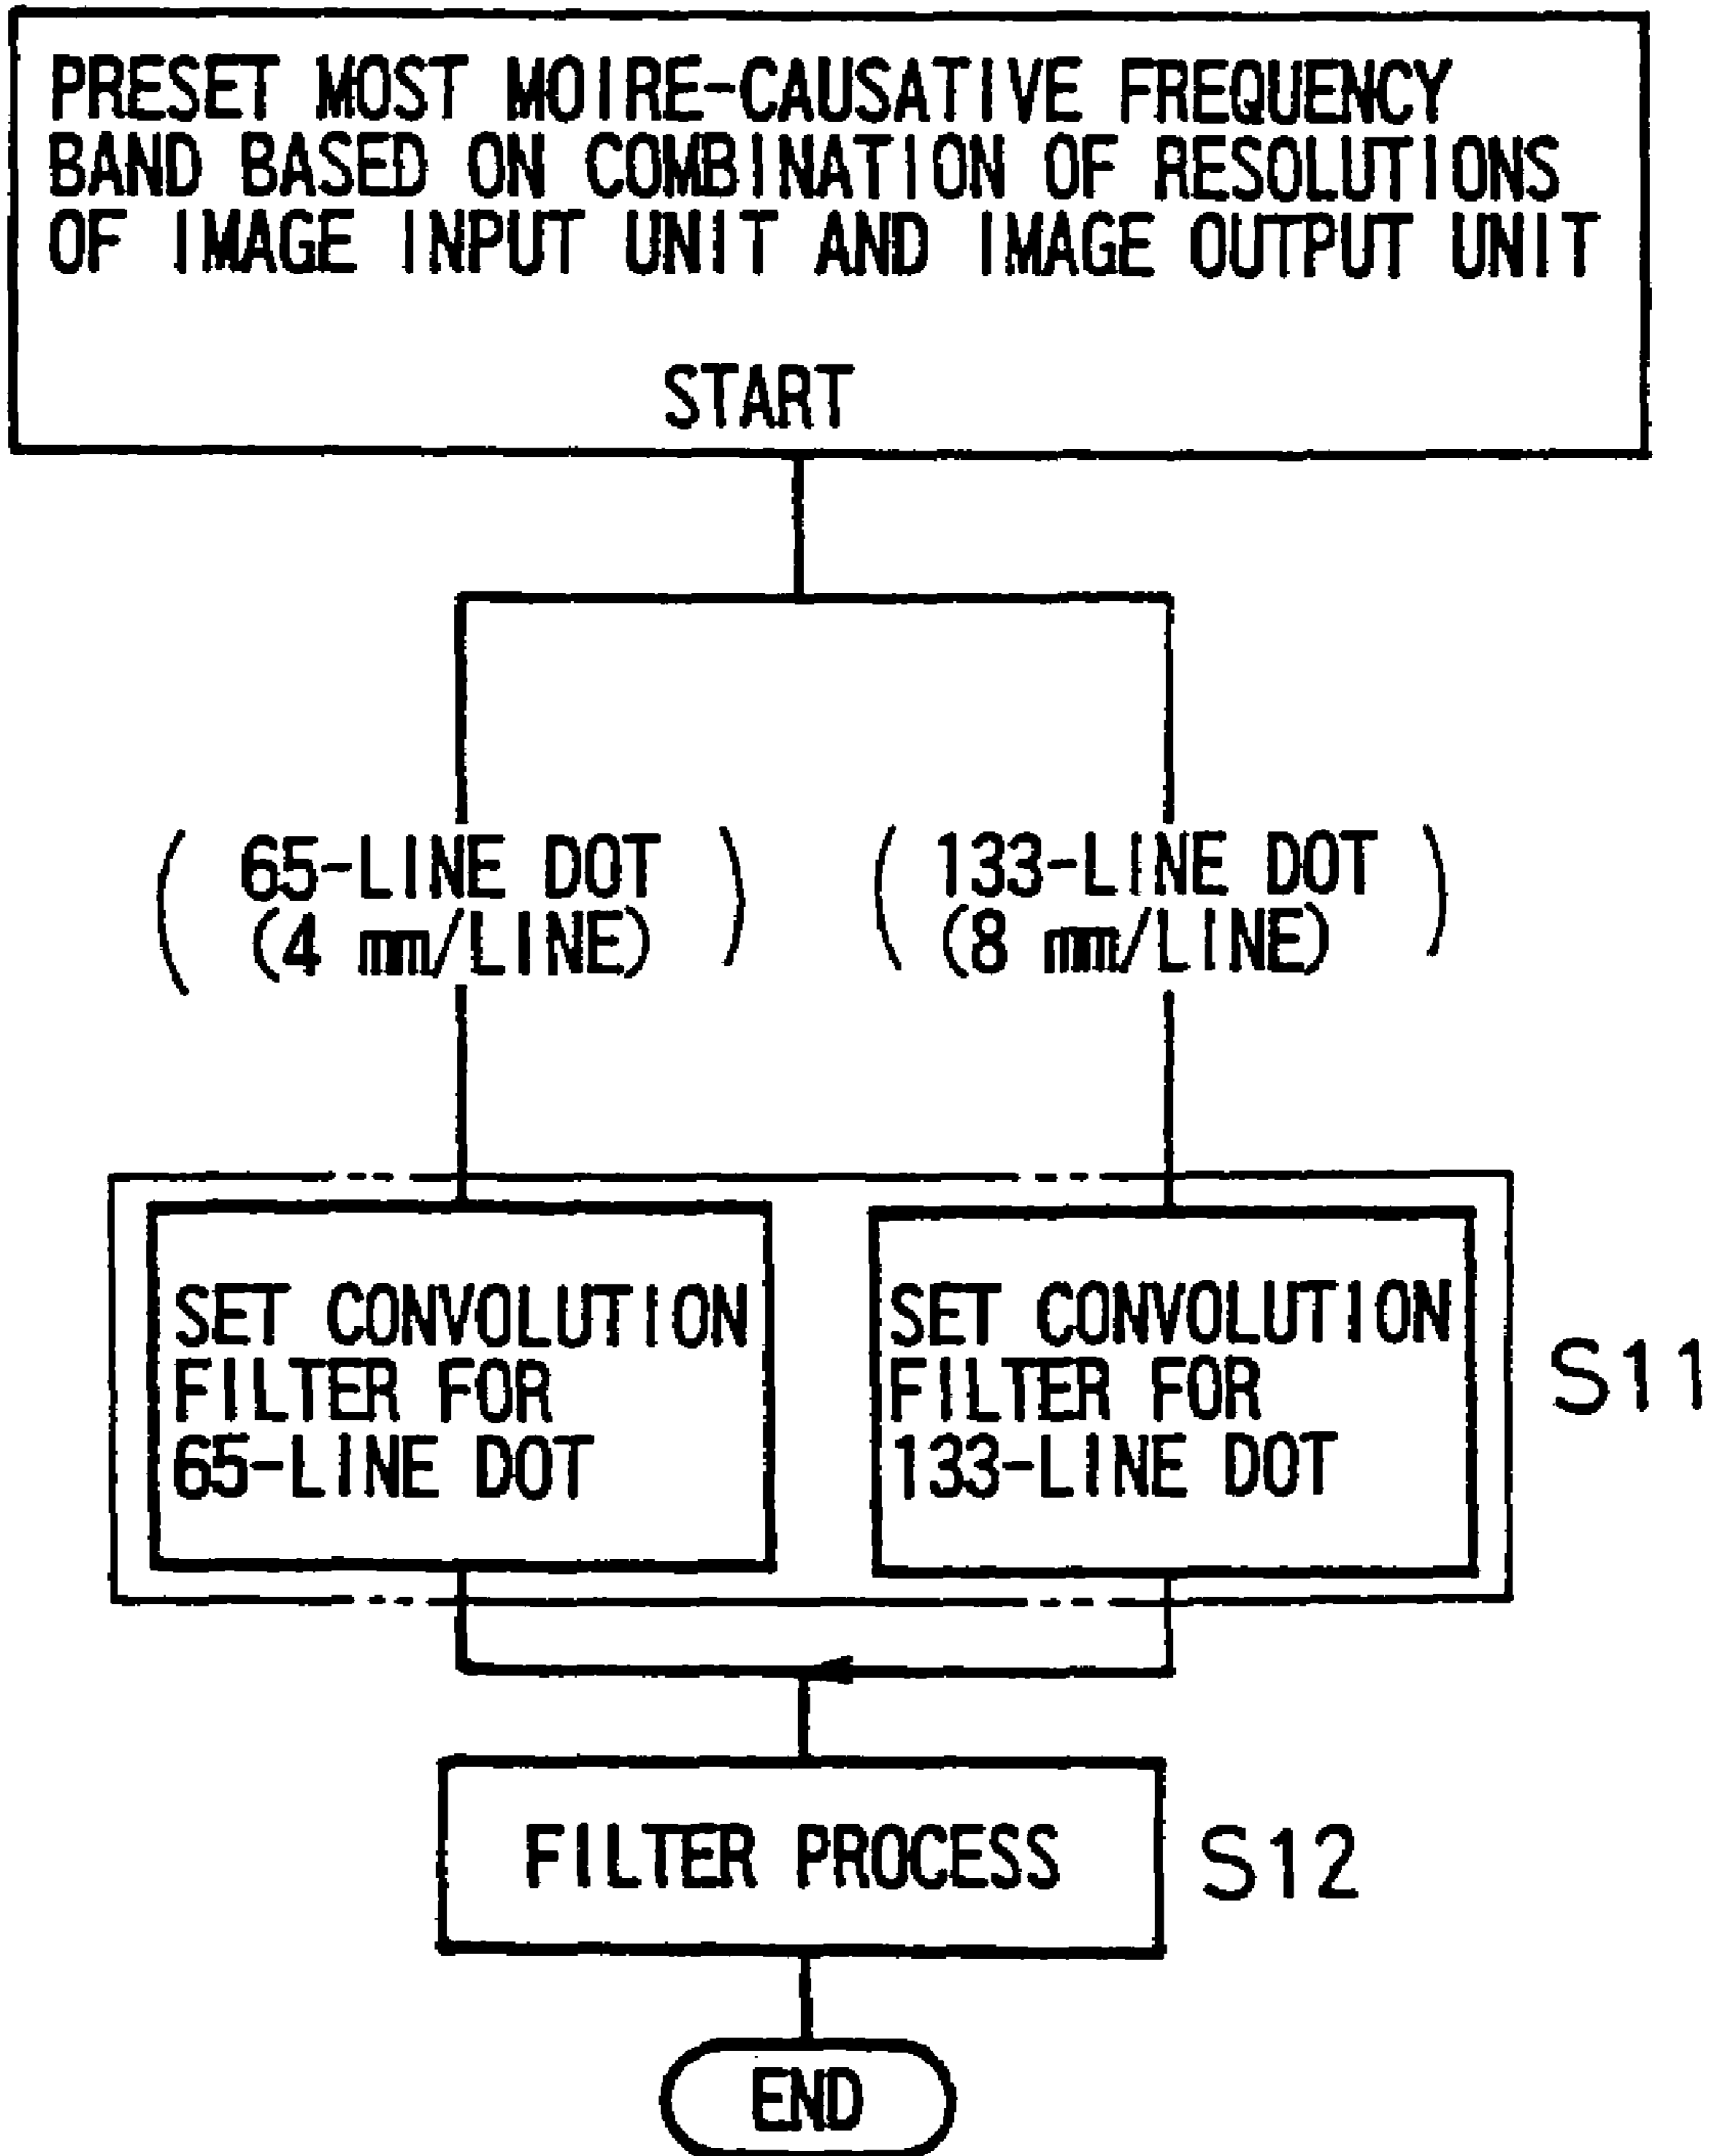 PRESET MOST MOIRE-CAUSATIVE FREQUENCY
BAND BASED ON COMBINATION OF RESOLUTIONS
OF IMAGE INPUT UNIT AND IMAGE OUTPUT UNIT
START
65-LINE DOT
(4 mm/LINE)
133-LINE DOT
(8 mm/LINE)
SET CONVOLUTION
FILTER FOR
65-LINE DOT
SET CONVOLUTION
FILTER FOR
133-LINE DOT
S11
FILTER PROCESS
S12
END